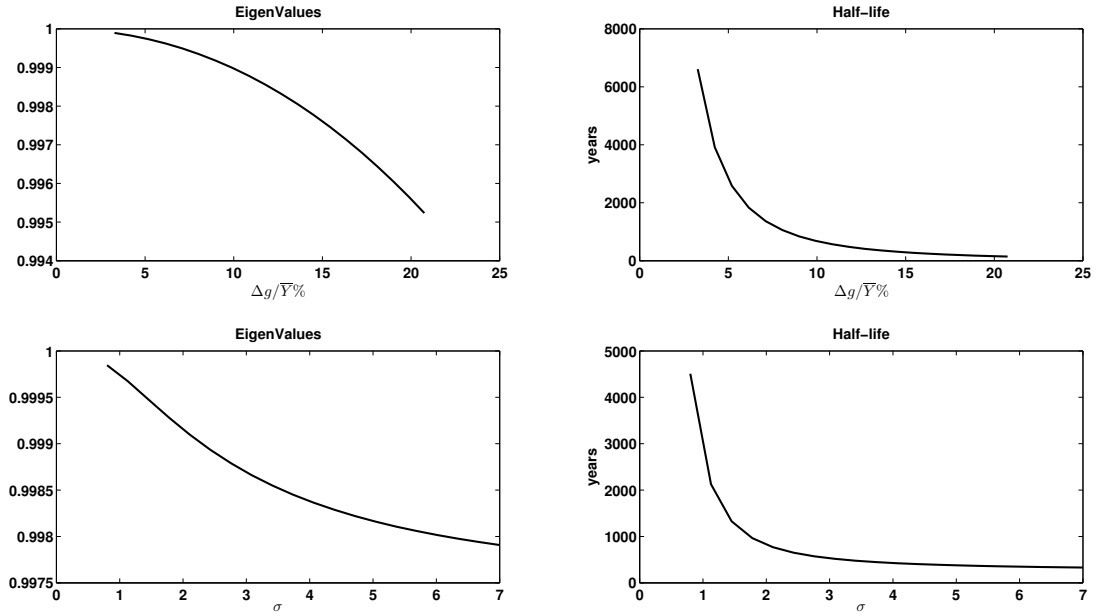 EigenValues
1
0.999
0.998
0.997
0.996
0.995
0.994
0 5 10 15 20 25
Δg/Y̅%
Half−life
8000
6000
4000
2000
0
years
0 5 10 15 20 25
Δg/Y̅%
EigenValues
1
0.9995
0.999
0.9985
0.998
0.9975
0 1 2 3 4 5 6 7
σ
Half−life
5000
4000
3000
2000
1000
0
years
0 1 2 3 4 5 6 7
σ